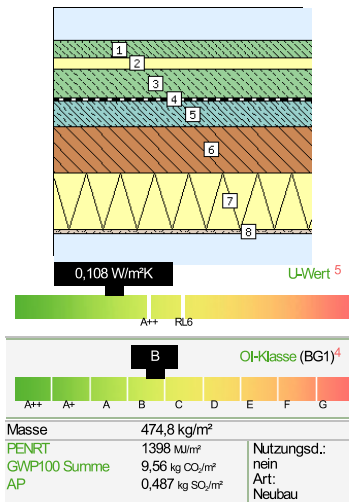 1
2
3
4
5
6
7
8
0,108 W/m²K
U-Wert 5
A++ RL6
B
OI-Klasse (BG1)4
A++ A+ A B C D E F G
Masse 474,8 kg/m²
PENRT 1398 MJ/m²
GWP100 Summe 9,56 kg CO₂/m²
AP 0,487 kg SO₂/m²
Nutzungsd.:
nein
Art:
Neubau